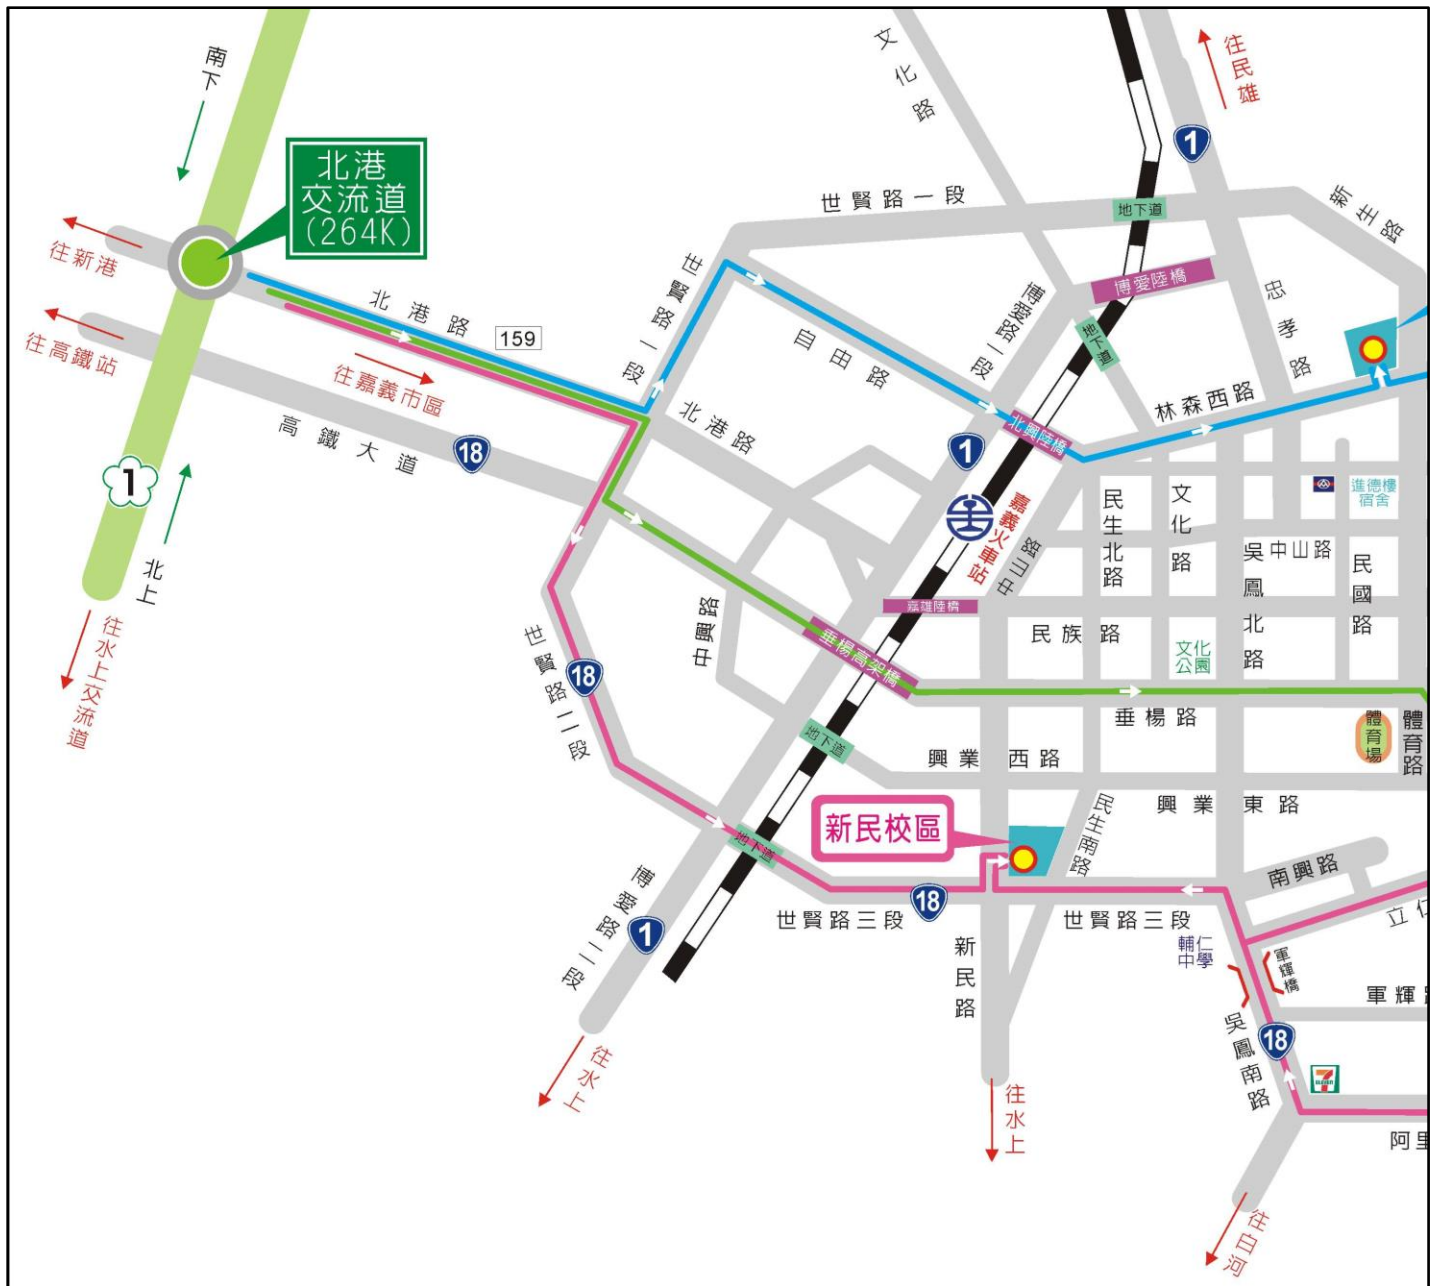 南下
文化路
往民雄
1
北港
交流道
(264K)
世賢路一段
地下道
新生路
往新港
北港路
159
世賢路一段
自由路
博愛路一段
博愛陸橋
地下道
忠孝路
往高鐵站
往嘉義市區
高鐵大道
18
北港路
1
北興陸橋
林森西路
1
北上
嘉義火車站
中山路
民生北路
文化路
進德樓
宿舍
吳鳳北路
中山路
民國路
往水上交流道
世賢路二段
18
中興路
嘉雄陸橋
民族路
文化
公園
垂楊高架橋
垂楊路
體育場
體育路
地下道
興業西路
興業東路
新民校區
民生南路
地下道
南興路
博愛路二段
1
世賢路三段
18
世賢路三段
立仁
新民路
輔仁
中學
軍輝橋
軍輝
吳鳳南路
18
7
ELEVEn
往水上
往水上
阿里
往白河